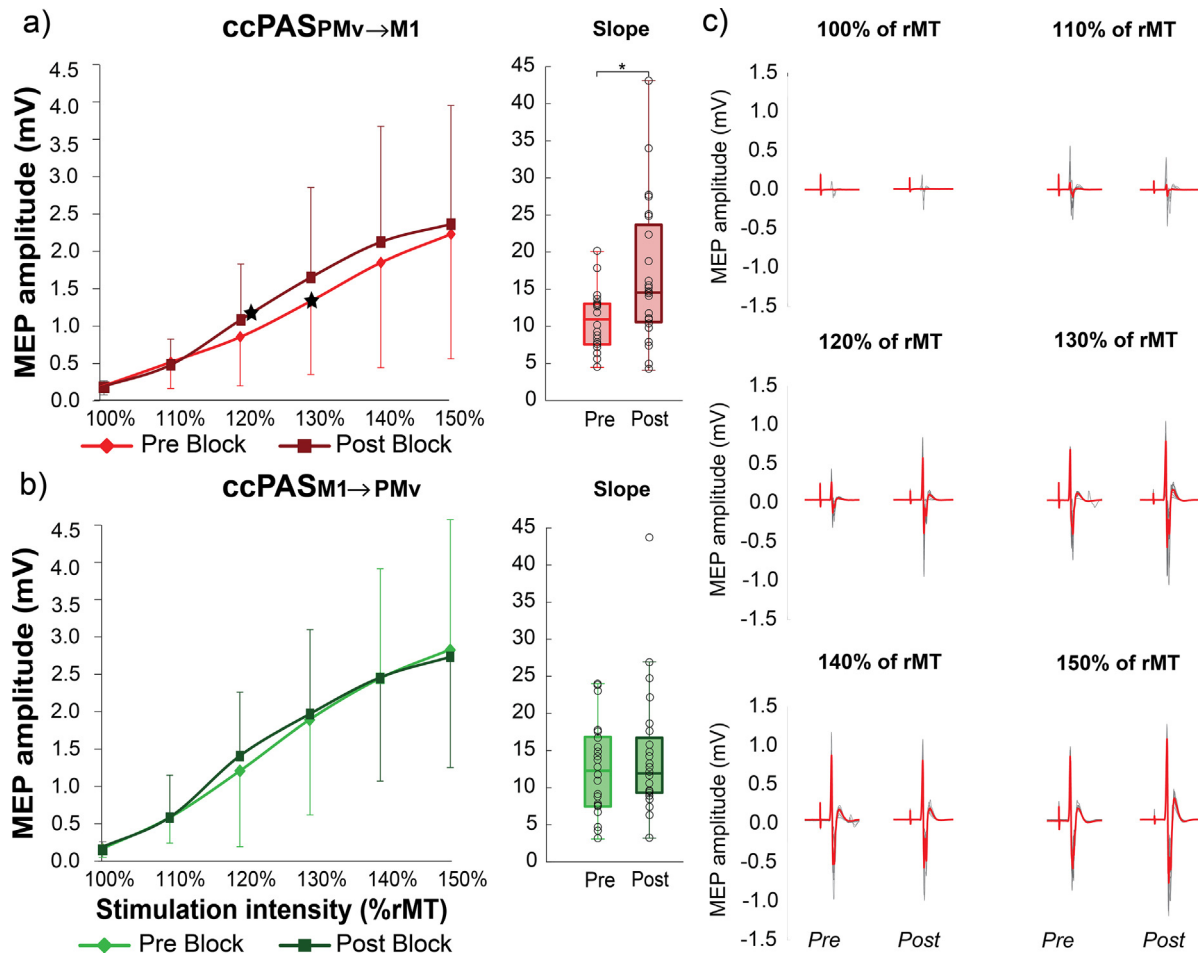 a)
ccPASPMv→M1
MEP amplitude (mV)
4.5
4.0
3.5
3.0
2.5
2.0
1.5
1.0
0.5
0.0
100% 110% 120% 130% 140% 150%
Pre Block Post Block
Slope
*
45
40
35
30
25
20
15
10
5
0
Pre Post
b)
ccPASM1→PMv
MEP amplitude (mV)
4.5
4.0
3.5
3.0
2.5
2.0
1.5
1.0
0.5
0.0
100% 110% 120% 130% 140% 150%
Stimulation intensity (%rMT)
Pre Block Post Block
Slope
45
40
35
30
25
20
15
10
5
0
Pre Post
c)
100% of rMT 110% of rMT
MEP amplitude (mV)
1.5
1.0
0.5
0.0
-0.5
-1.0
-1.5
120% of rMT 130% of rMT
MEP amplitude (mV)
1.5
1.0
0.5
0.0
-0.5
-1.0
-1.5
140% of rMT 150% of rMT
MEP amplitude (mV)
1.5
1.0
0.5
0.0
-0.5
-1.0
-1.5
Pre Post Pre Post